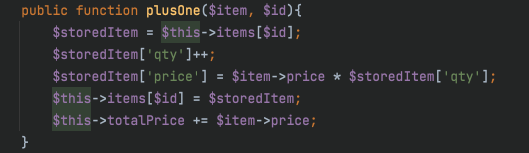 public function plusOne($item, $id){
$storedItem = $this->items[$id];
$storedItem['qty']++;
$storedItem['price'] = $item->price * $storedItem['qty'];
$this->items[$id] = $storedItem;
$this->totalPrice += $item->price;
}